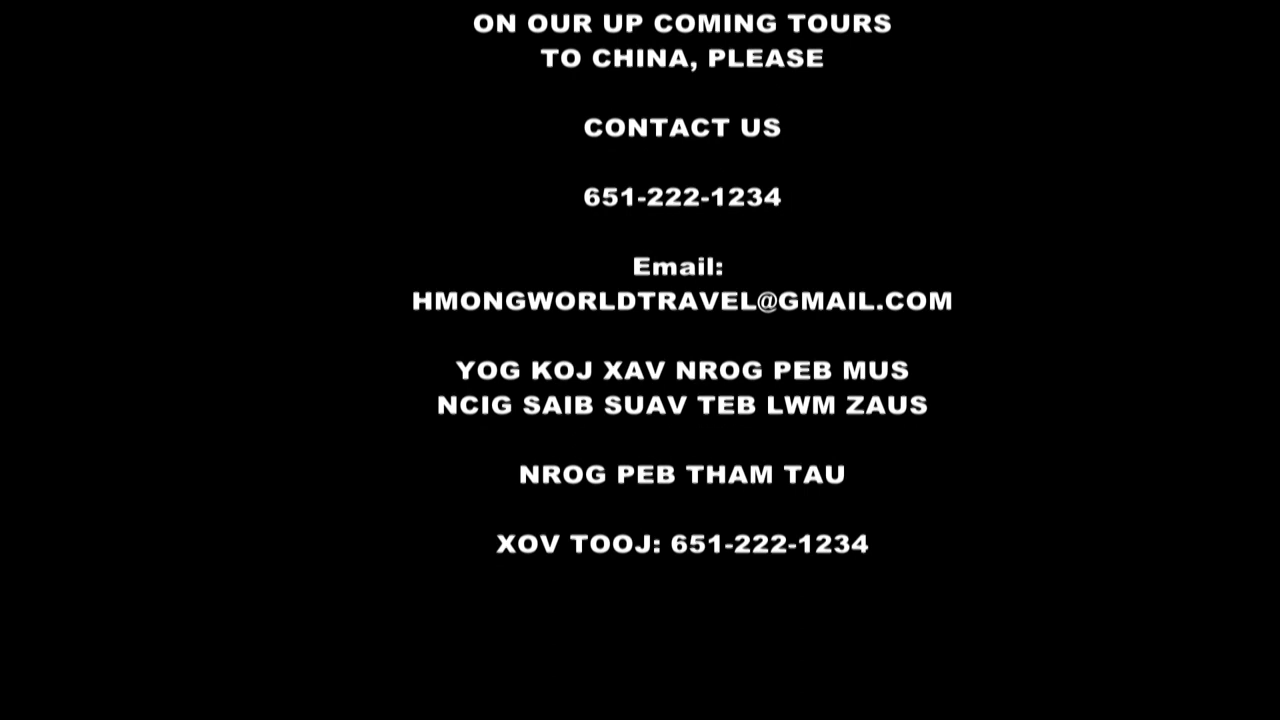 ON OUR UP COMING TOURS
TO CHINA, PLEASE
CONTACT US
651-222-1234
Email:
HMONGWORLDTRAVEL@GMAIL.COM
YOG KOJ XAV NROG PEB MUS
NCIG SAIB SUAV TEB LWM ZAUS
NROG PEB THAM TAU
XOV TOOJ: 651-222-1234